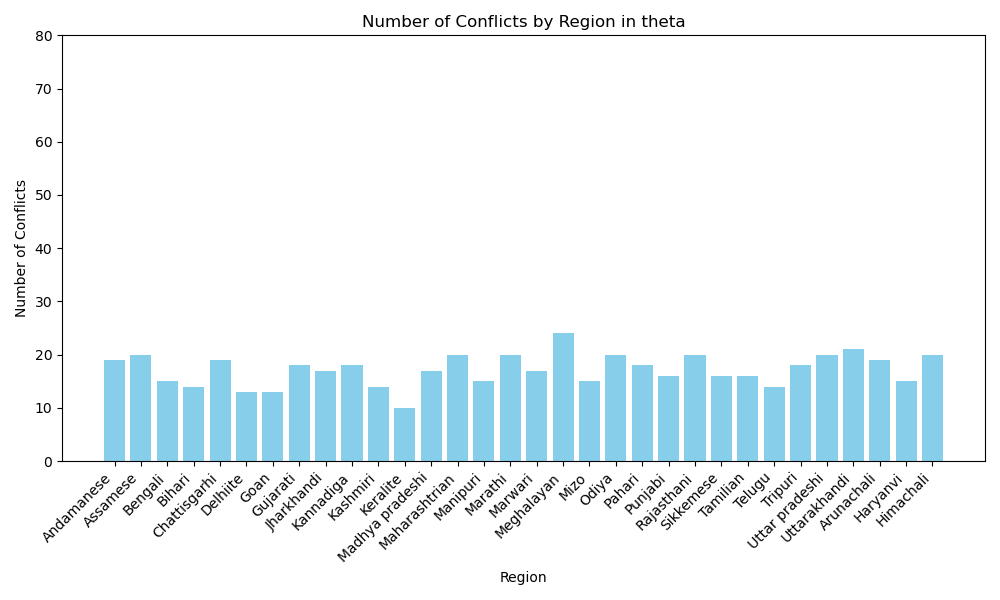 Number of Conflicts by Region in theta
80
70
60
50
40
30
20
10
0
Number of Conflicts
Andamanese
Assamese
Bengali
Bihari
Chattisgarhi
Delhiite
Goan
Gujarati
Jharkhandi
Kannadiga
Kashmiri
Keralite
Madhya pradeshi
Maharashtrian
Manipuri
Marathi
Marwari
Meghalayan
Mizo
Odiya
Pahari
Punjabi
Rajasthani
Sikkemese
Tamilian
Telugu
Tripuri
Uttar pradeshi
Uttarakhandi
Arunachali
Haryanvi
Himachali
Region